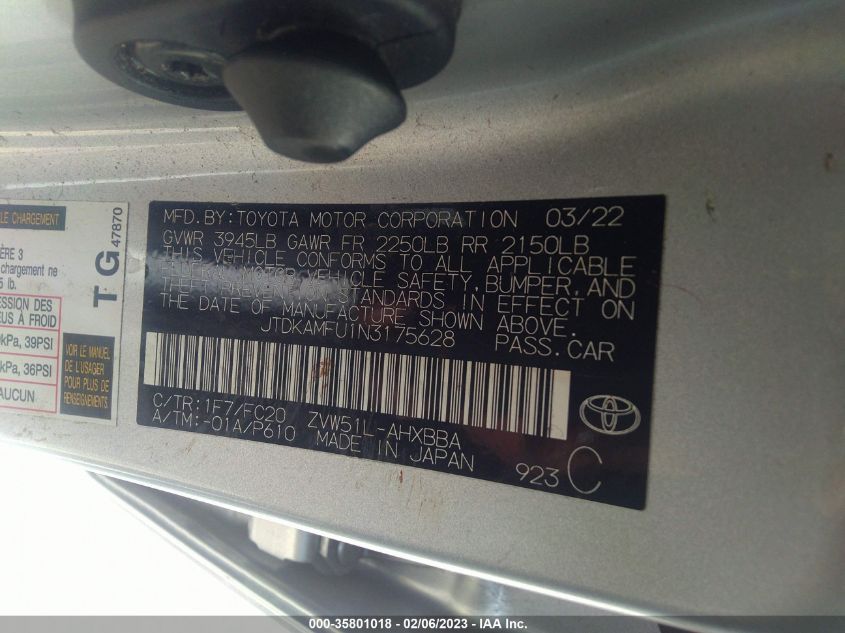 LE CHARGEMENT
ÈRE 3
chargement ne
lb.
ESSION DES
EUS À FROID
kPa, 39PSI
kPa, 36PSI
AUCUN
TG
47870
VOIR LE MANUEL
DE L'USAGER
POUR PLUS DE
RENSEIGNEMENTS.
MFD. BY: TOYOTA MOTOR CORPORATION 03/22
GVWR 3945LB GAWR FR 2250LB RR 2150LB
THIS VEHICLE CONFORMS TO ALL APPLICABLE
FEDERAL MOTOR VEHICLE SAFETY, BUMPER, AND
THEFT PREVENTION STANDARDS IN EFFECT ON
THE DATE OF MANUFACTURE SHOWN ABOVE.
JTDKAMFU1N3175628 PASS.CAR
C/TR: 1F7/FC20 ZVW51L-AHXBBA
A/TM:-01A/P610 MADE IN JAPAN 923 C
000-35801018 - 02/06/2023 - IAA Inc.